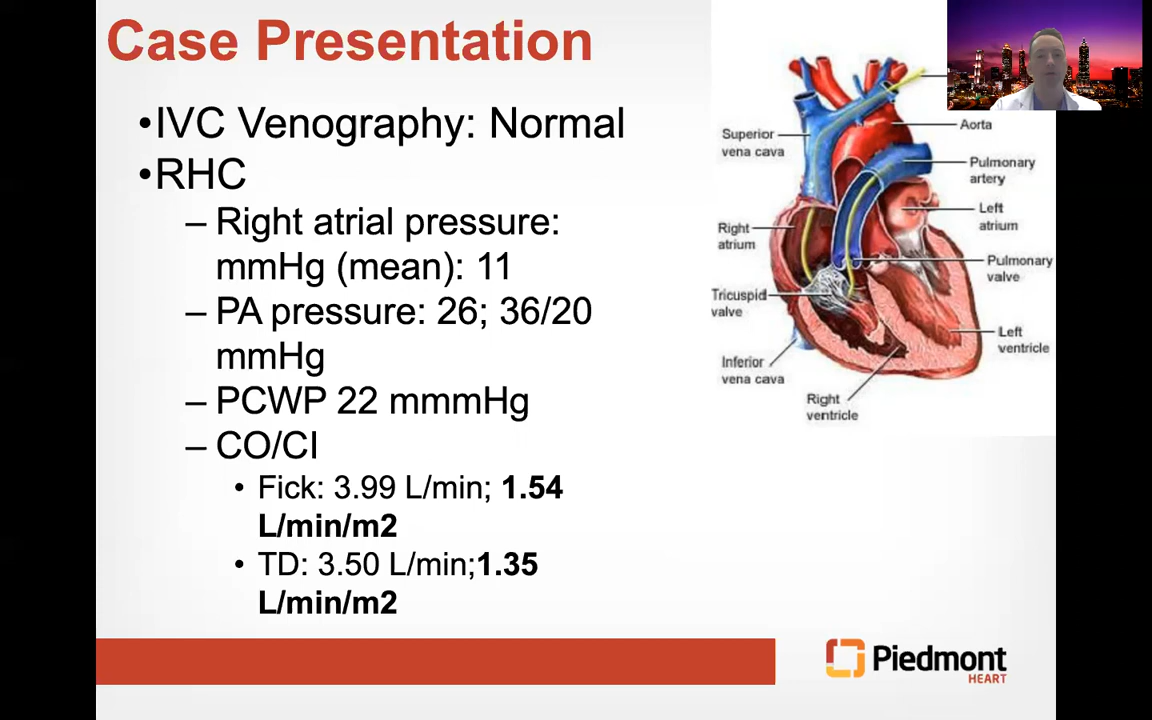 Case Presentation
•IVC Venography: Normal
•RHC
– Right atrial pressure:
mmHg (mean): 11
– PA pressure: 26; 36/20
mmHg
– PCWP 22 mmmHg
– CO/CI
• Fick: 3.99 L/min; 1.54
L/min/m2
• TD: 3.50 L/min;1.35
L/min/m2
Superior
vena cava
Aorta
Pulmonary
artery
Left
atrium
Right
atrium
Pulmonary
valve
Tricuspid
valve
Left
ventricle
Inferior
vena cava
Right
ventricle
Piedmont
HEART